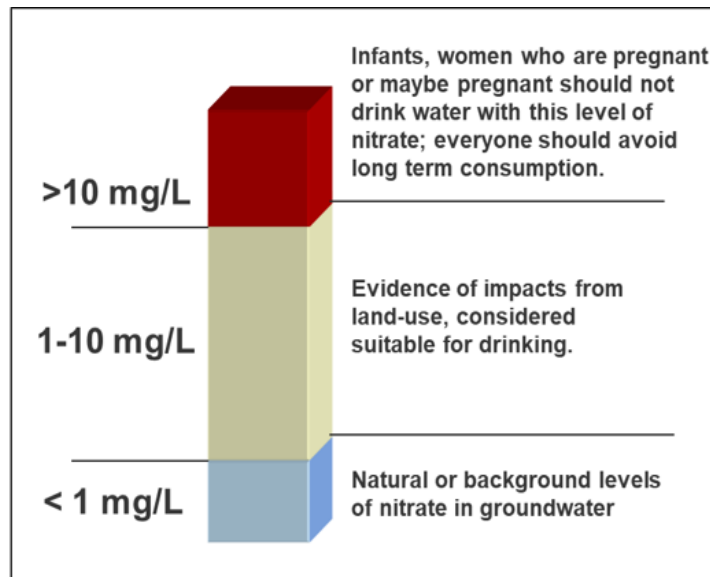 Infants, women who are pregnant
or maybe pregnant should not
drink water with this level of
nitrate; everyone should avoid
long term consumption.
>10 mg/L
Evidence of impacts from
land-use, considered
suitable for drinking.
1-10 mg/L
Natural or background levels
of nitrate in groundwater
< 1 mg/L